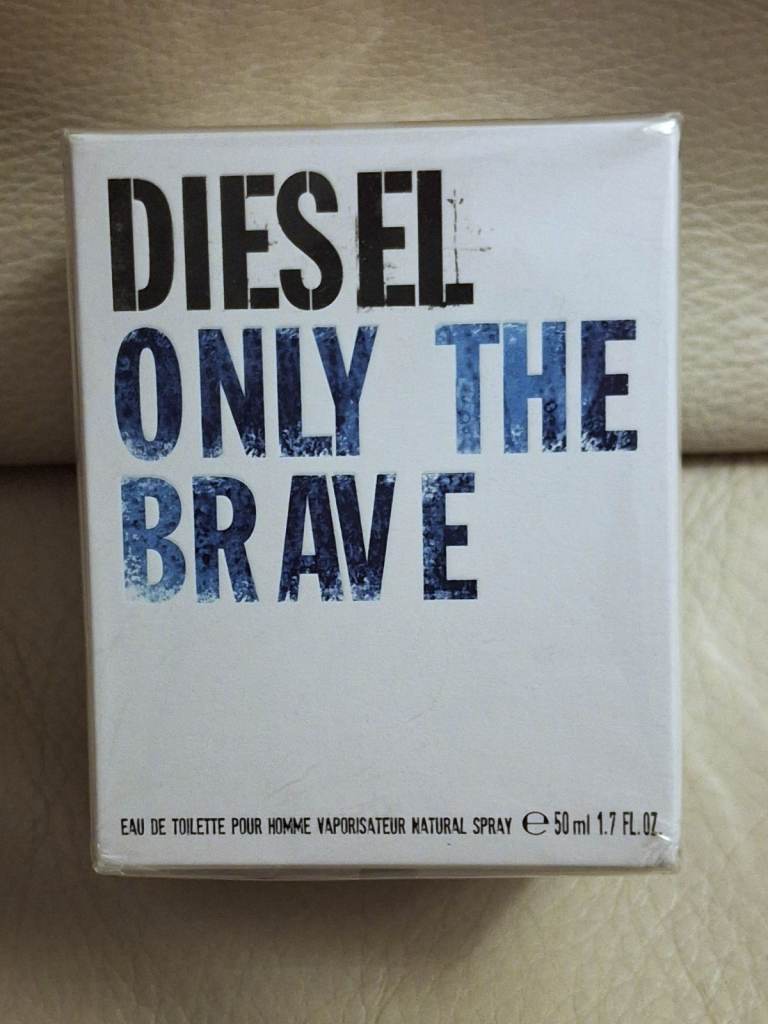 DIESEL
ONLY THE
BRAVE
EAU DE TOILETTE POUR HOMME VAPORISATEUR NATURAL SPRAY ℮ 50 ml 1.7 FL. OZ.